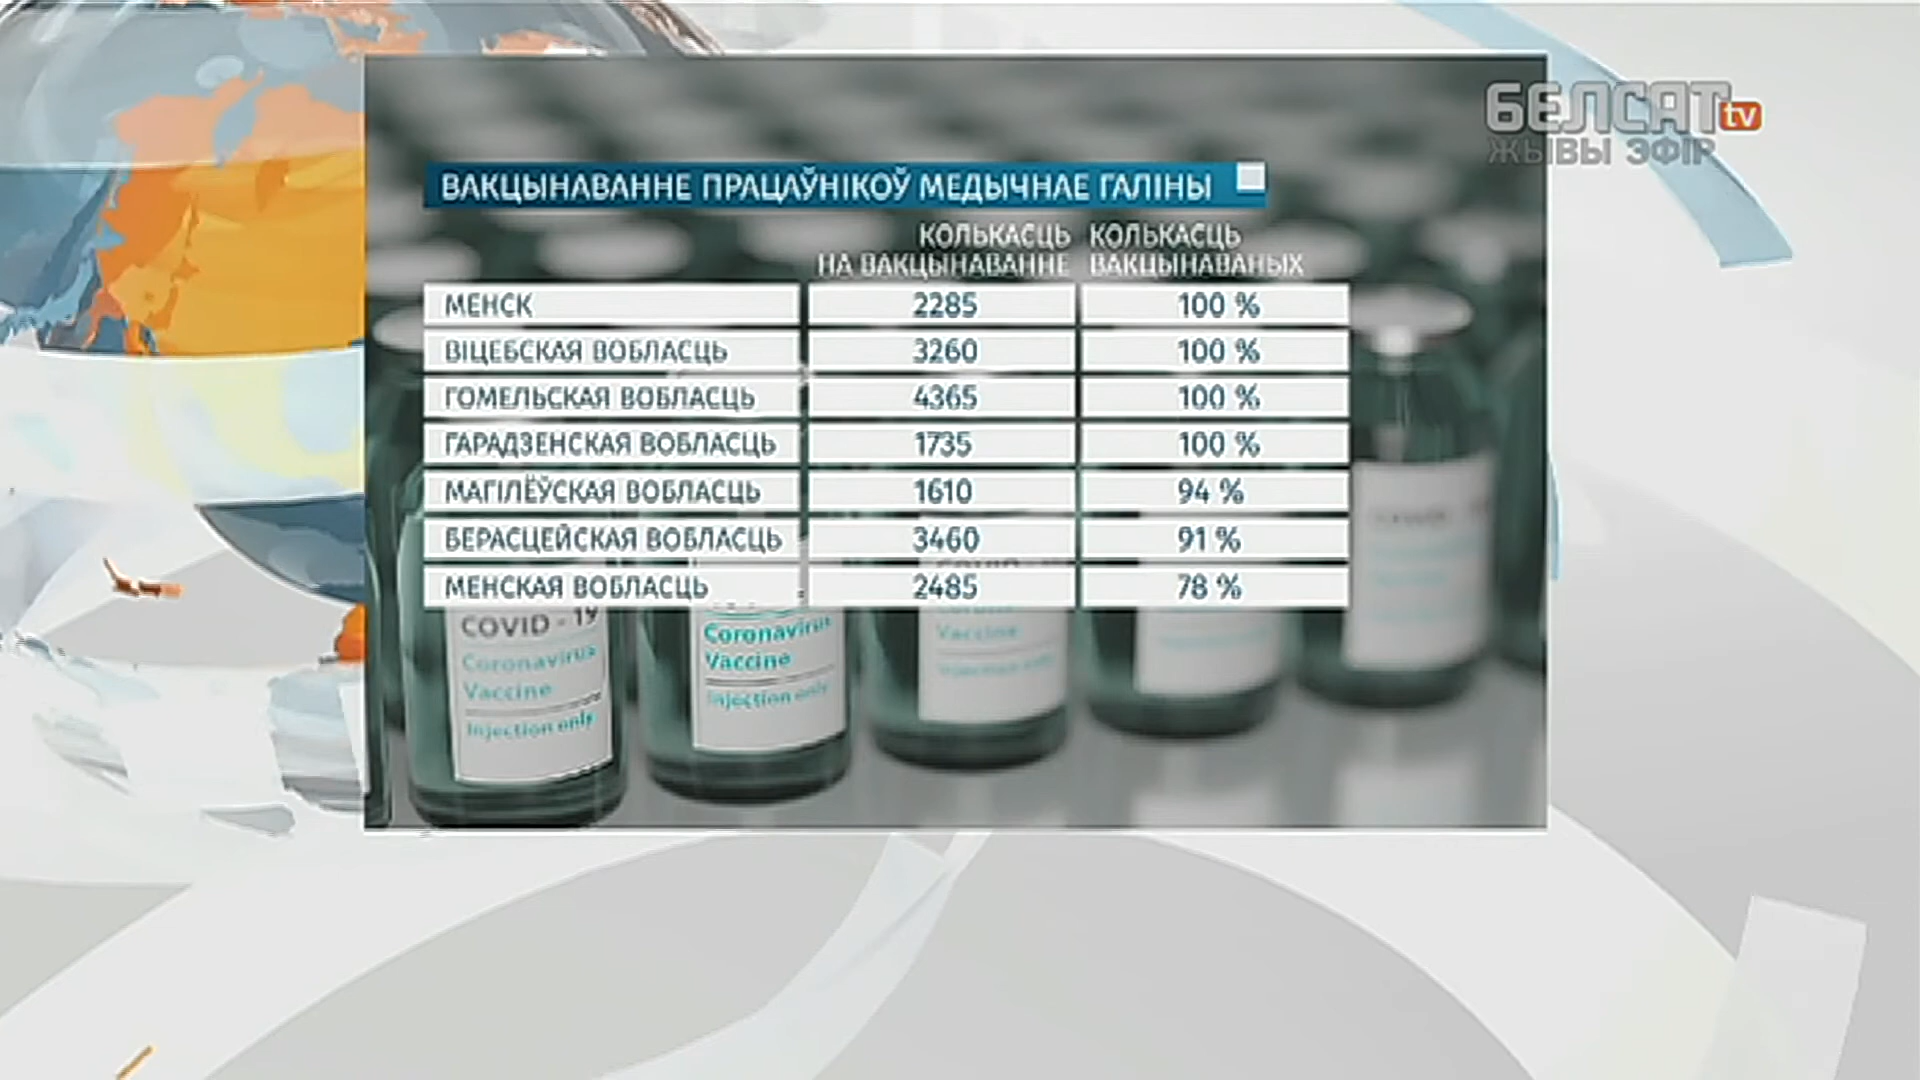 БЕЛСАТ tv
ЖЫВЫ ЭФІР
ВАКЦЫНАВАННЕ ПРАЦАЎНІКОЎ МЕДЫЧНАЕ ГАЛІНЫ
КОЛЬКАСЦЬ НА ВАКЦЫНАВАННЕ КОЛЬКАСЦЬ ВАКЦЫНАВАНЫХ
МЕНСК 2285 100 %
ВІЦЕБСКАЯ ВОБЛАСЦЬ 3260 100 %
ГОМЕЛЬСКАЯ ВОБЛАСЦЬ 4365 100 %
ГАРАДЗЕНСКАЯ ВОБЛАСЦЬ 1735 100 %
МАГІЛЁЎСКАЯ ВОБЛАСЦЬ 1610 94 %
БЕРАСЦЕЙСКАЯ ВОБЛАСЦЬ 3460 91 %
МЕНСКАЯ ВОБЛАСЦЬ 2485 78 %
COVID - 19
Coronavirus
Vaccine
Injection only
Coronavirus
Vaccine
Injection only
Vaccine